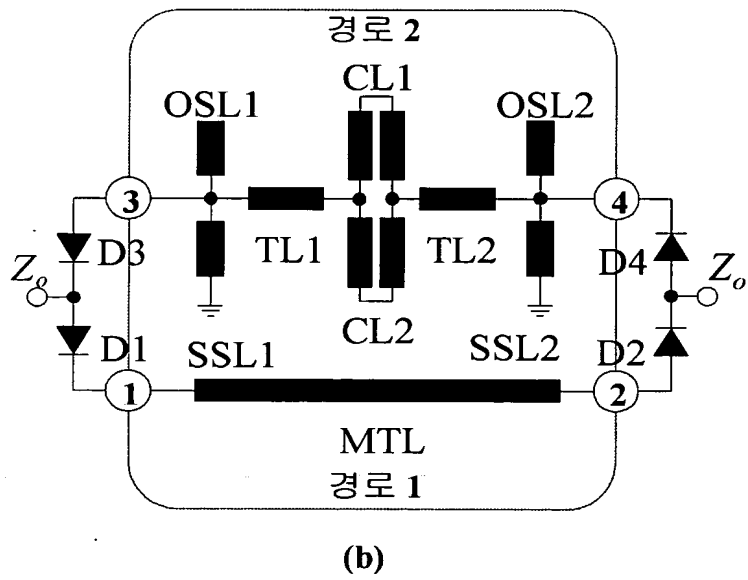 경로 2
CL1
OSL1 OSL2
3 4
TL1 TL2
D3 D4
Zo Zo
CL2
D1 D2
SSL1 SSL2
1 2
MTL
경로 1
(b)